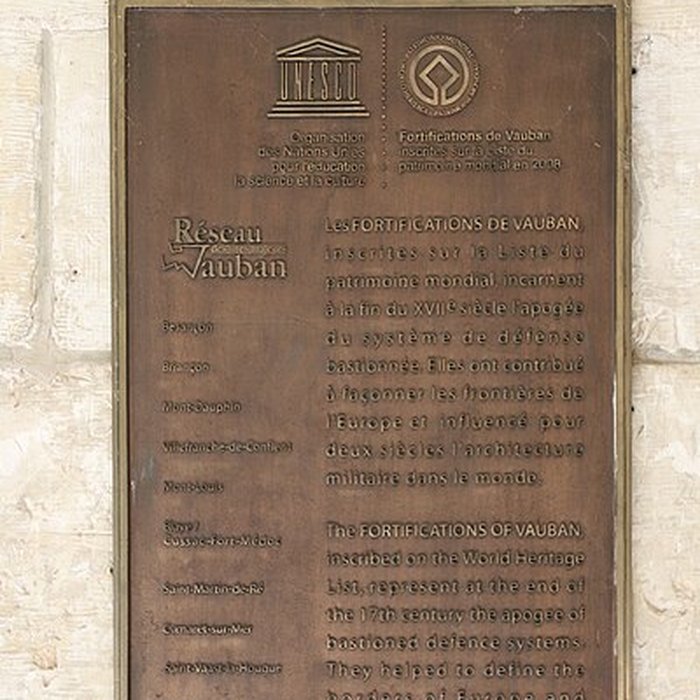 UNESCO
Organisation
des Nations Unies
pour l'éducation
la science et la culture
Fortifications de Vauban
inscrites sur la Liste du
patrimoine mondial en 2008
Réseau
Vauban
Besançon
Briançon
Mont-Dauphin
Villefranche-de-Conflent
Mont-Louis
Blaye /
Cussac-Fort-Médoc
Saint-Martin-de-Ré
Camaret-sur-Mer
Saint-Vaast-la-Hougue
Les FORTIFICATIONS DE VAUBAN,
inscrites sur la Liste du
patrimoine mondial, incarnent
à la fin du XVIIe siècle l'apogée
du système de défense
bastionnée. Elles ont contribué
à façonner les frontières de
l'Europe et influencé pour
deux siècles l'architecture
militaire dans le monde.
The FORTIFICATIONS OF VAUBAN,
inscribed on the World Heritage
List, represent at the end of
the 17th century the apogee of
bastioned defence systems.
They helped to define the
borders of Europe and